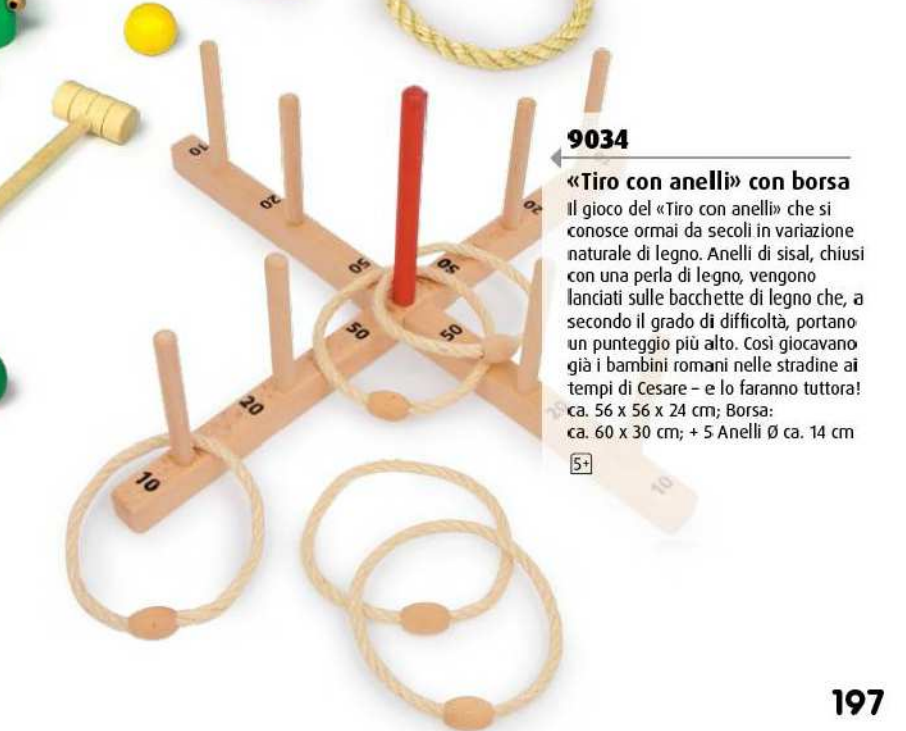 9034
«Tiro con anelli» con borsa
Il gioco del «Tiro con anelli» che si
conosce ormai da secoli in variazione
naturale di legno. Anelli di sisal, chiusi
con una perla di legno, vengono
lanciati sulle bacchette di legno che, a
secondo il grado di difficoltà, portano
un punteggio più alto. Così giocavano
già i bambini romani nelle stradine ai
tempi di Cesare – e lo faranno tuttora!
ca. 56 x 56 x 24 cm; Borsa:
ca. 60 x 30 cm; + 5 Anelli Ø ca. 14 cm
5+
10
20
20
50
50
50
50
20
20
10
10
197